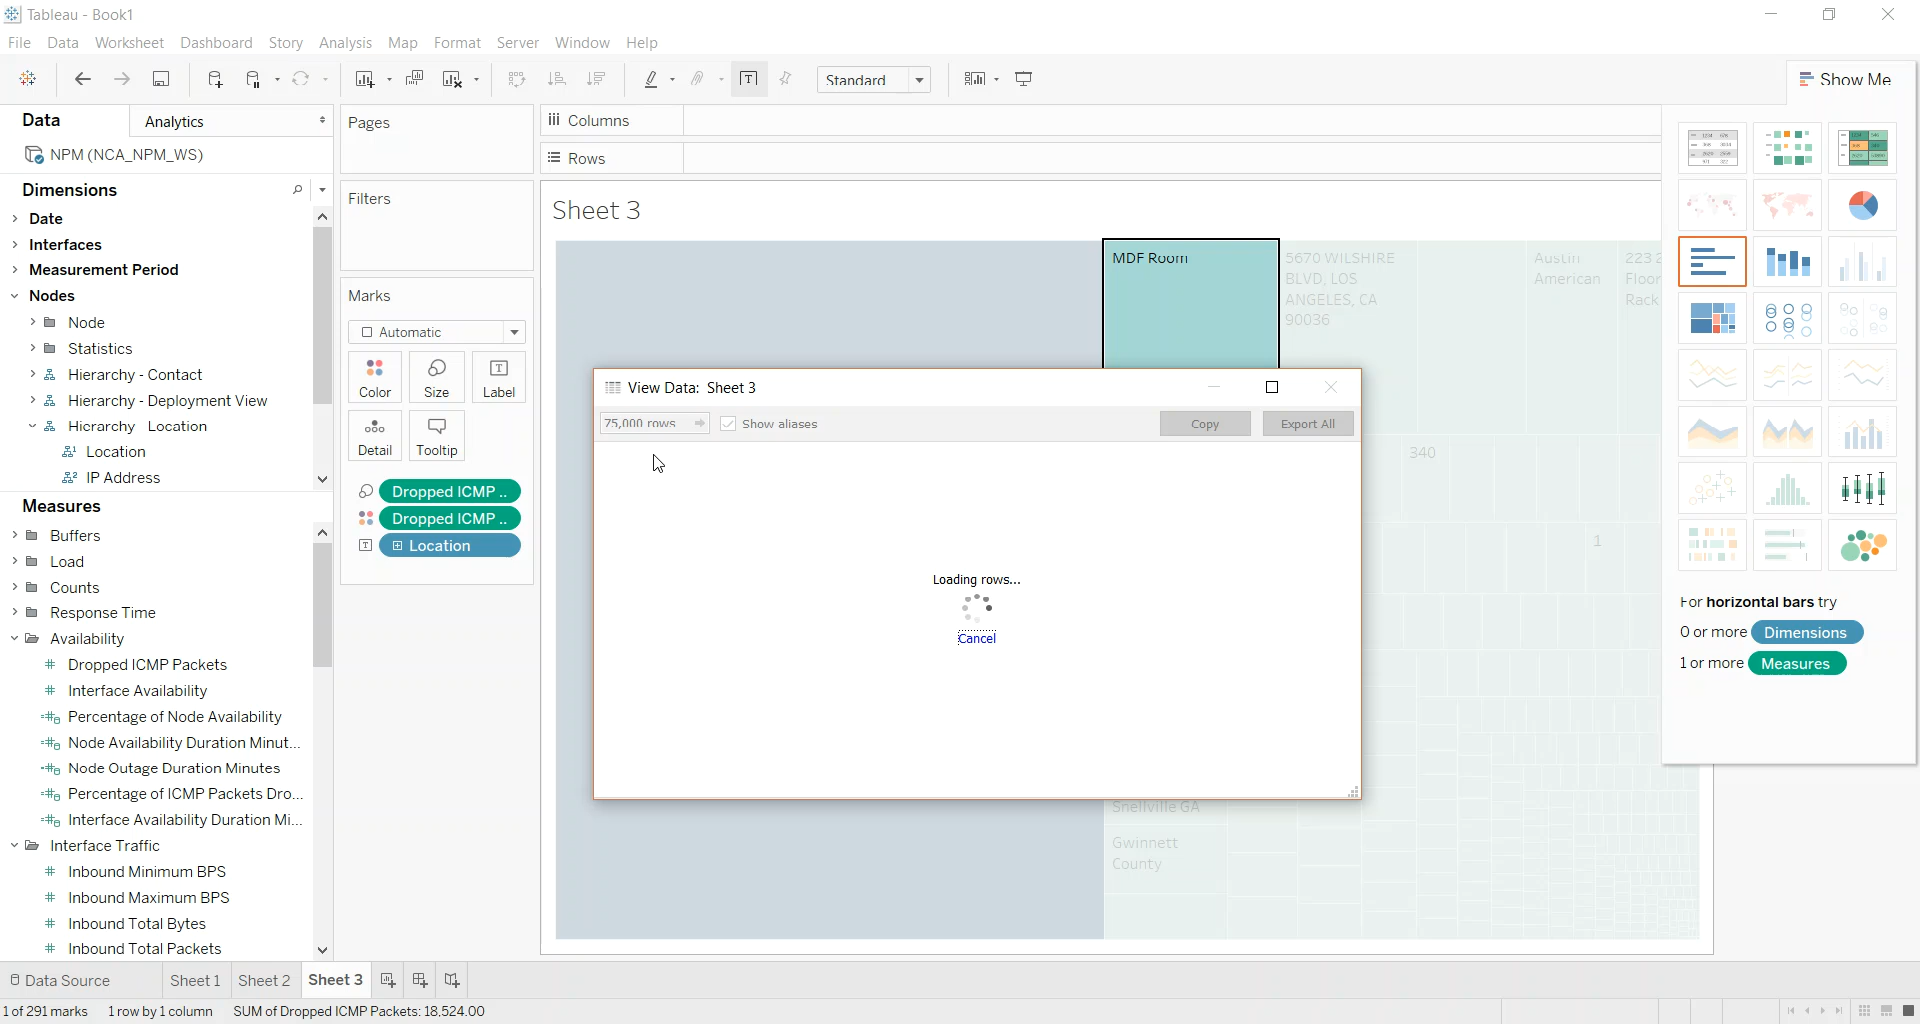 Tableau - Book1
File Data Worksheet Dashboard Story Analysis Map Format Server Window Help
Standard
Show Me
Data
Analytics
NPM (NCA_NPM_WS)
Dimensions
Date
Interfaces
Measurement Period
Nodes
Node
Statistics
Hierarchy - Contact
Hierarchy - Deployment View
Hierarchy Location
Location
IP Address
Measures
Buffers
Load
Counts
Response Time
Availability
Dropped ICMP Packets
Interface Availability
Percentage of Node Availability
Node Availability Duration Minut...
Node Outage Duration Minutes
Percentage of ICMP Packets Dro...
Interface Availability Duration Mi...
Interface Traffic
Inbound Minimum BPS
Inbound Maximum BPS
Inbound Total Bytes
Inbound Total Packets
Pages
Filters
Marks
Automatic
Color Size Label
Detail Tooltip
Dropped ICMP ..
Dropped ICMP ..
Location
Columns
Rows
Sheet 3
MDF Room
5670 WILSHIRE
BLVD, LOS
ANGELES, CA
90036
Austin
American
223
Floor
Rack
340
1
Snellville GA
Gwinnett
County
View Data: Sheet 3
75,000 rows
Show aliases
Copy
Export All
Loading rows...
Cancel
For horizontal bars try
0 or more Dimensions
1 or more Measures
Data Source Sheet 1 Sheet 2 Sheet 3
1 of 291 marks 1 row by 1 column SUM of Dropped ICMP Packets: 18,524.00